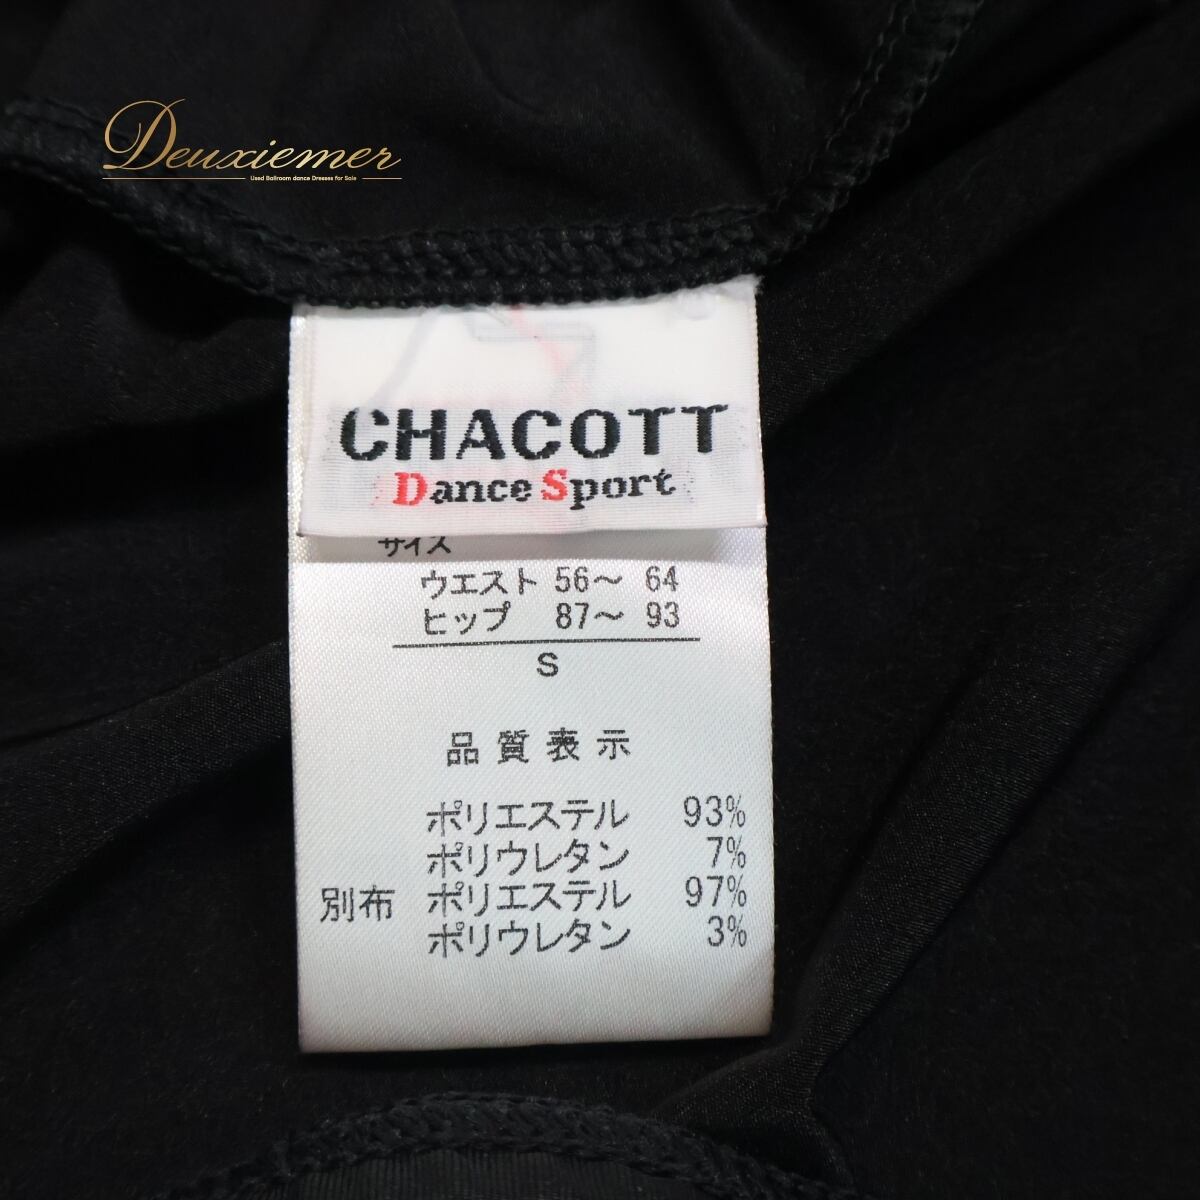 Deuxiemer
Used Ballroom dance Dresses for Sale
CHACOTT
Dance Sport
サイズ
ウエスト 56〜 64
ヒップ 87〜 93
S
品質表示
ポリエステル 93%
ポリウレタン 7%
別布 ポリエステル 97%
ポリウレタン 3%